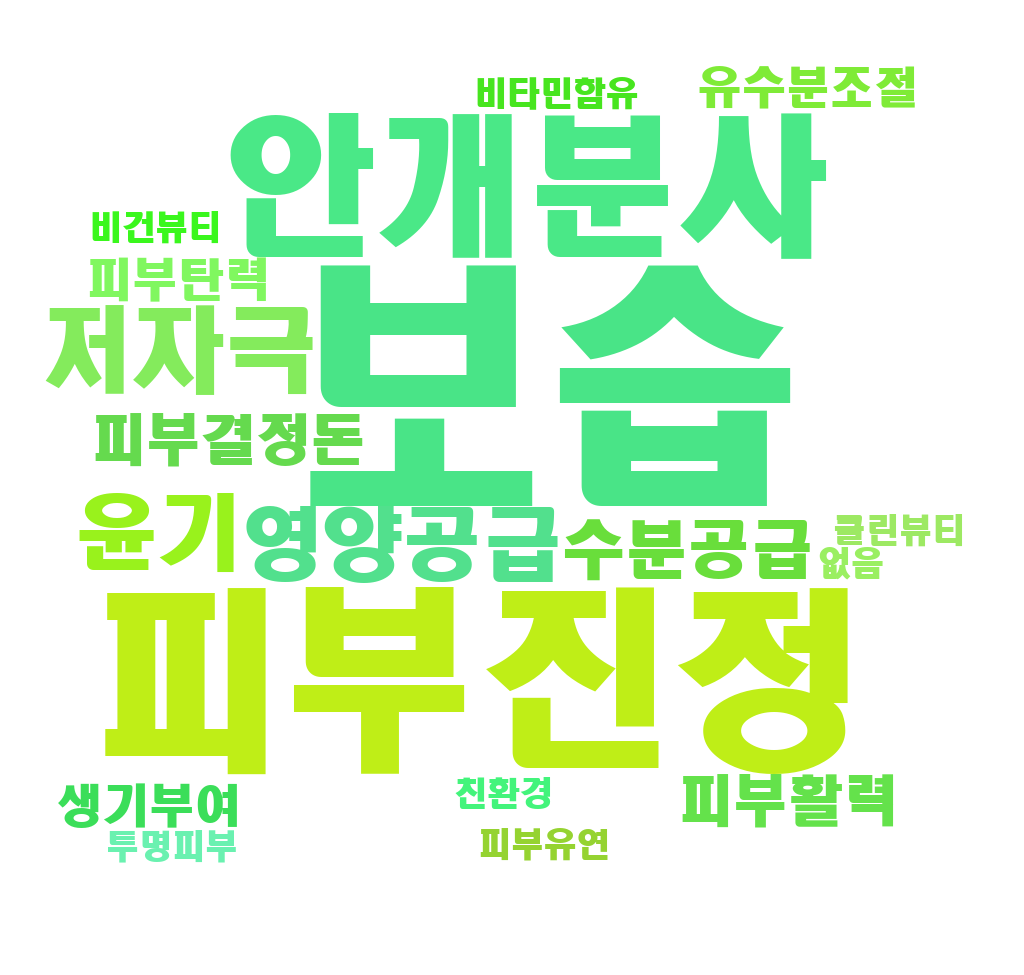 유수분조절
비타민함유
안개분사
비건뷰티
피부탄력
보습
저자극
피부결정돈
윤기
영양공급
수분공급
클린뷰티
없음
피부진정
생기부여
친환경
피부활력
투명피부
피부유연